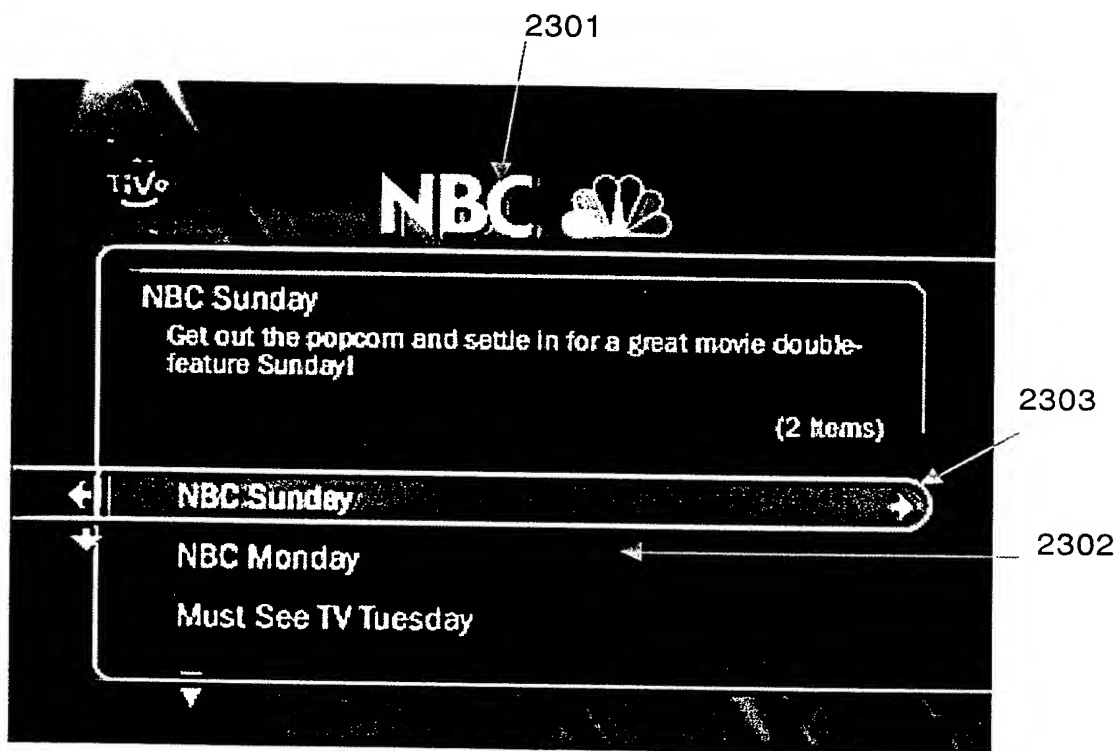 2301
TiVo
NBC
NBC Sunday
Get out the popcorn and settle in for a great movie double-
feature Sunday!
(2 Items)
2303
NBC Sunday
NBC Monday
2302
Must See TV Tuesday